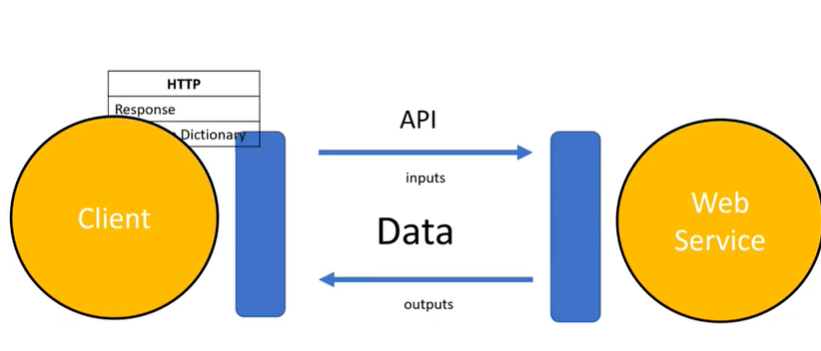 HTTP
Response
Dictionary
API
inputs
Client
Data
Web
Service
outputs